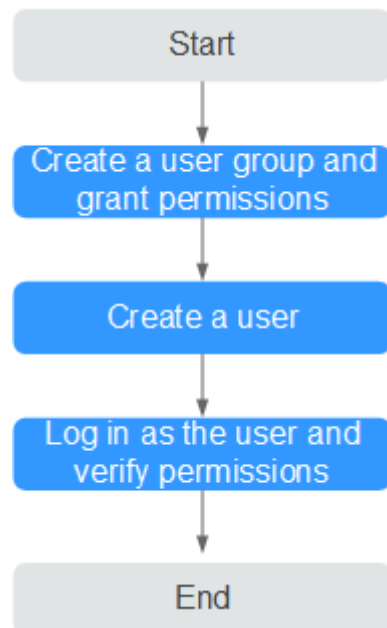 Start
Create a user group and
grant permissions
Create a user
Log in as the user and
verify permissions
End